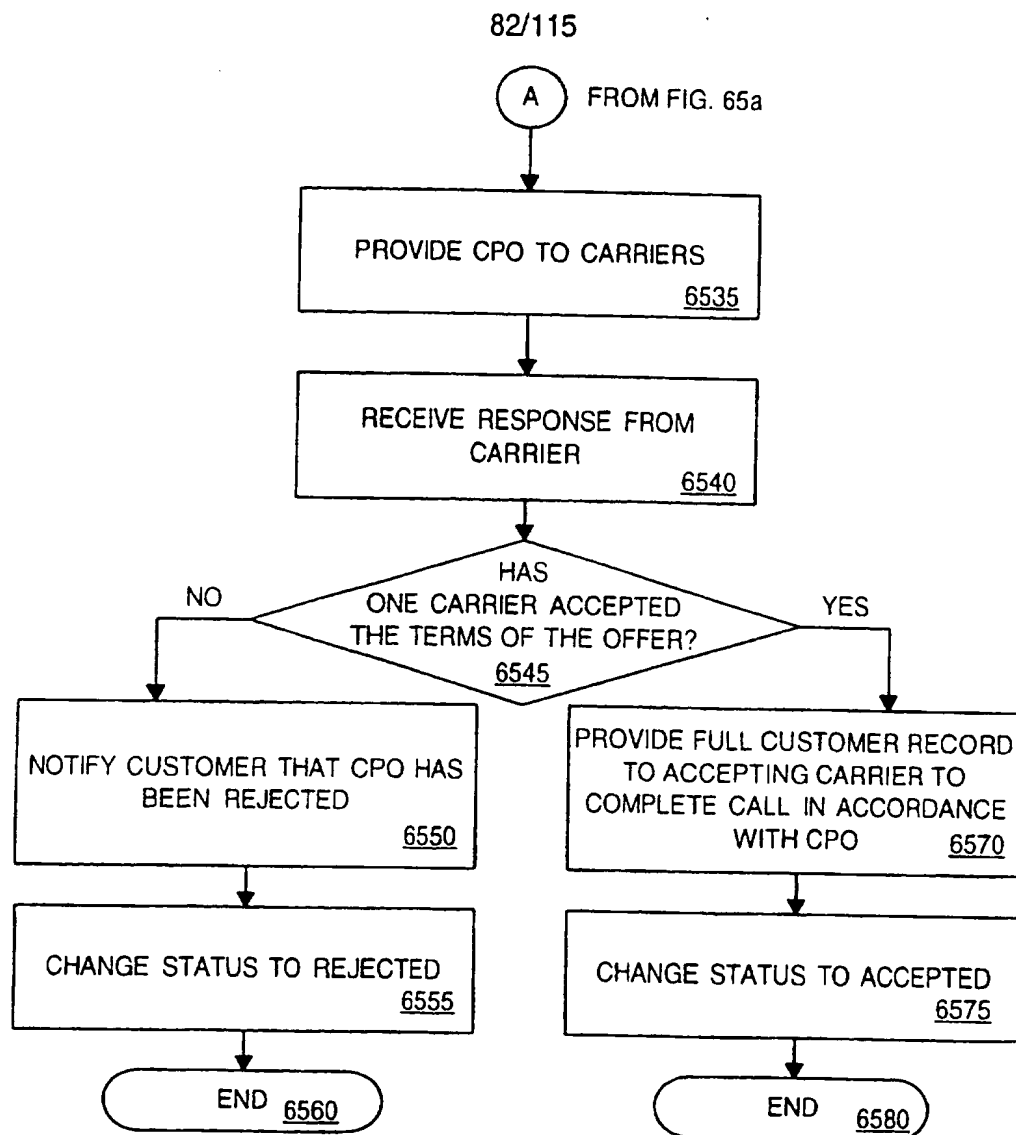 82/115
A FROM FIG. 65a
PROVIDE CPO TO CARRIERS
6535
RECEIVE RESPONSE FROM
CARRIER
6540
HAS
ONE CARRIER ACCEPTED
THE TERMS OF THE OFFER?
6545
NO
YES
NOTIFY CUSTOMER THAT CPO HAS
BEEN REJECTED
6550
PROVIDE FULL CUSTOMER RECORD
TO ACCEPTING CARRIER TO
COMPLETE CALL IN ACCORDANCE
WITH CPO 6570
CHANGE STATUS TO REJECTED
6555
CHANGE STATUS TO ACCEPTED
6575
END 6560
END 6580